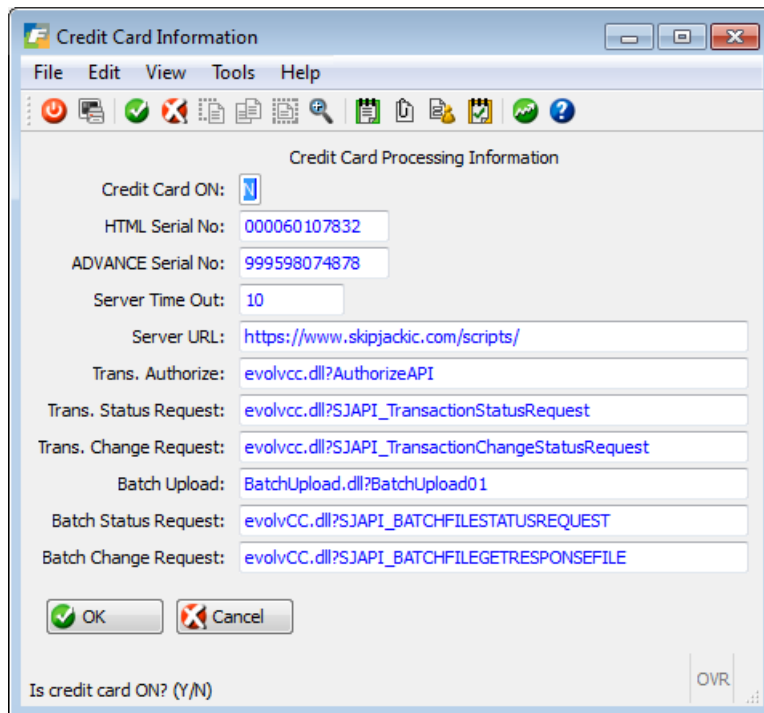 Credit Card Information
File Edit View Tools Help
Credit Card Processing Information
Credit Card ON: N
HTML Serial No: 000060107832
ADVANCE Serial No: 999598074878
Server Time Out: 10
Server URL: https://www.skipjackic.com/scripts/
Trans. Authorize: evolvcc.dll?AuthorizeAPI
Trans. Status Request: evolvcc.dll?SJAPI_TransactionStatusRequest
Trans. Change Request: evolvcc.dll?SJAPI_TransactionChangeStatusRequest
Batch Upload: BatchUpload.dll?BatchUpload01
Batch Status Request: evolvCC.dll?SJAPI_BATCHFILESTATUSREQUEST
Batch Change Request: evolvCC.dll?SJAPI_BATCHFILEGETRESPONSEFILE
OK Cancel
Is credit card ON? (Y/N) OVR